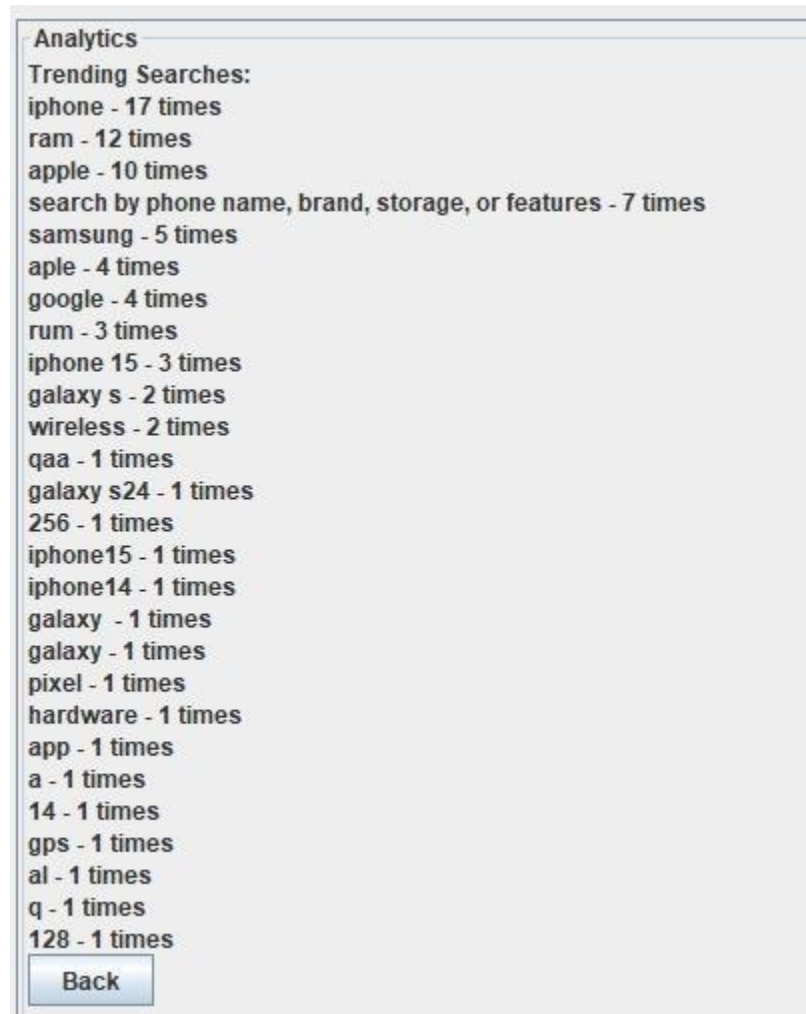 Analytics
Trending Searches:
iphone - 17 times
ram - 12 times
apple - 10 times
search by phone name, brand, storage, or features - 7 times
samsung - 5 times
aple - 4 times
google - 4 times
rum - 3 times
iphone 15 - 3 times
galaxy s - 2 times
wireless - 2 times
qaa - 1 times
galaxy s24 - 1 times
256 - 1 times
iphone15 - 1 times
iphone14 - 1 times
galaxy  - 1 times
galaxy - 1 times
pixel - 1 times
hardware - 1 times
app - 1 times
a - 1 times
14 - 1 times
gps - 1 times
al - 1 times
q - 1 times
128 - 1 times
Back